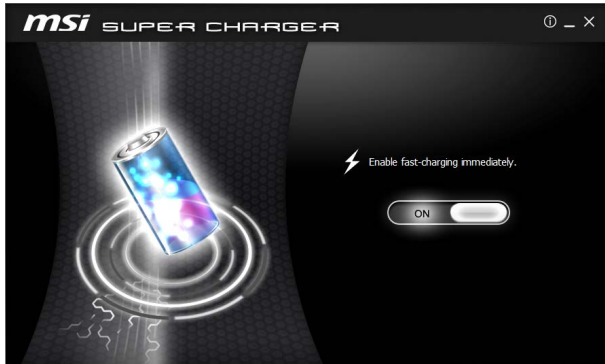 msi SUPER CHARGER
Enable fast-charging immediately.
ON